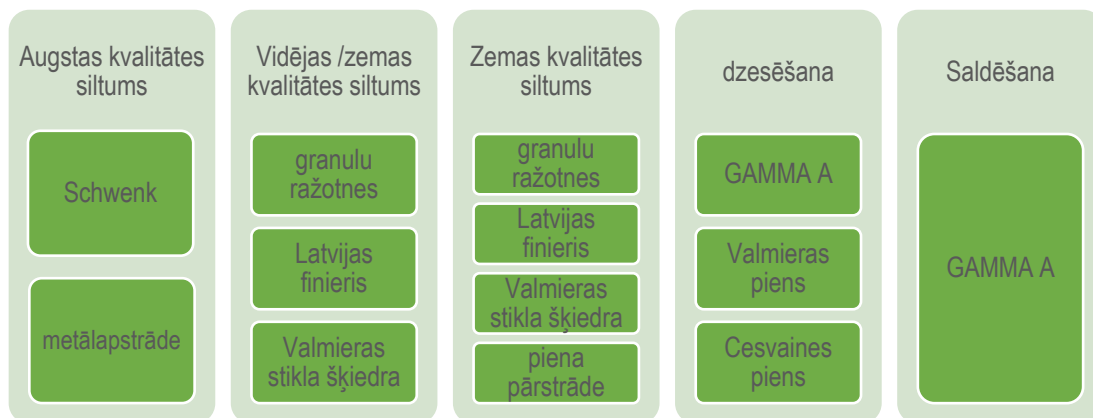 Augstas kvalitātes
siltums
Schwenk
metālapstrāde
Vidējas /zemas
kvalitātes siltums
granulu
ražotnes
Latvijas
finieris
Valmieras
stikla šķiedra
Zemas kvalitātes
siltums
granulu
ražotnes
Latvijas
finieris
Valmieras
stikla šķiedra
piena
pārstrāde
dzesēšana
GAMMA A
Valmieras
piens
Cesvaines
piens
Saldēšana
GAMMA A